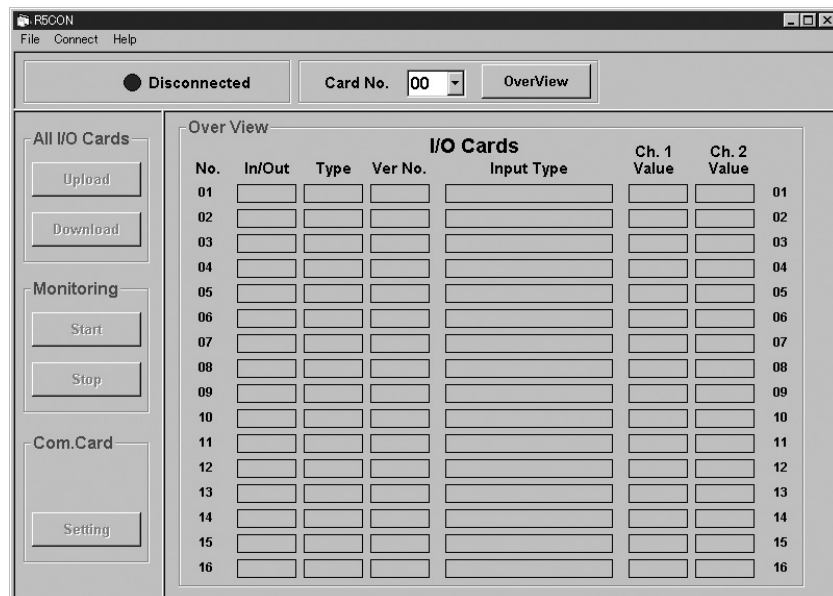 R5CON
File Connect Help
Disconnected
Card No. 00 OverView
All I/O Cards
Upload
Download
Monitoring
Start
Stop
Com.Card
Setting
Over View
I/O Cards
No. In/Out Type Ver No. Input Type Ch. 1 Value Ch. 2 Value
01 01
02 02
03 03
04 04
05 05
06 06
07 07
08 08
09 09
10 10
11 11
12 12
13 13
14 14
15 15
16 16